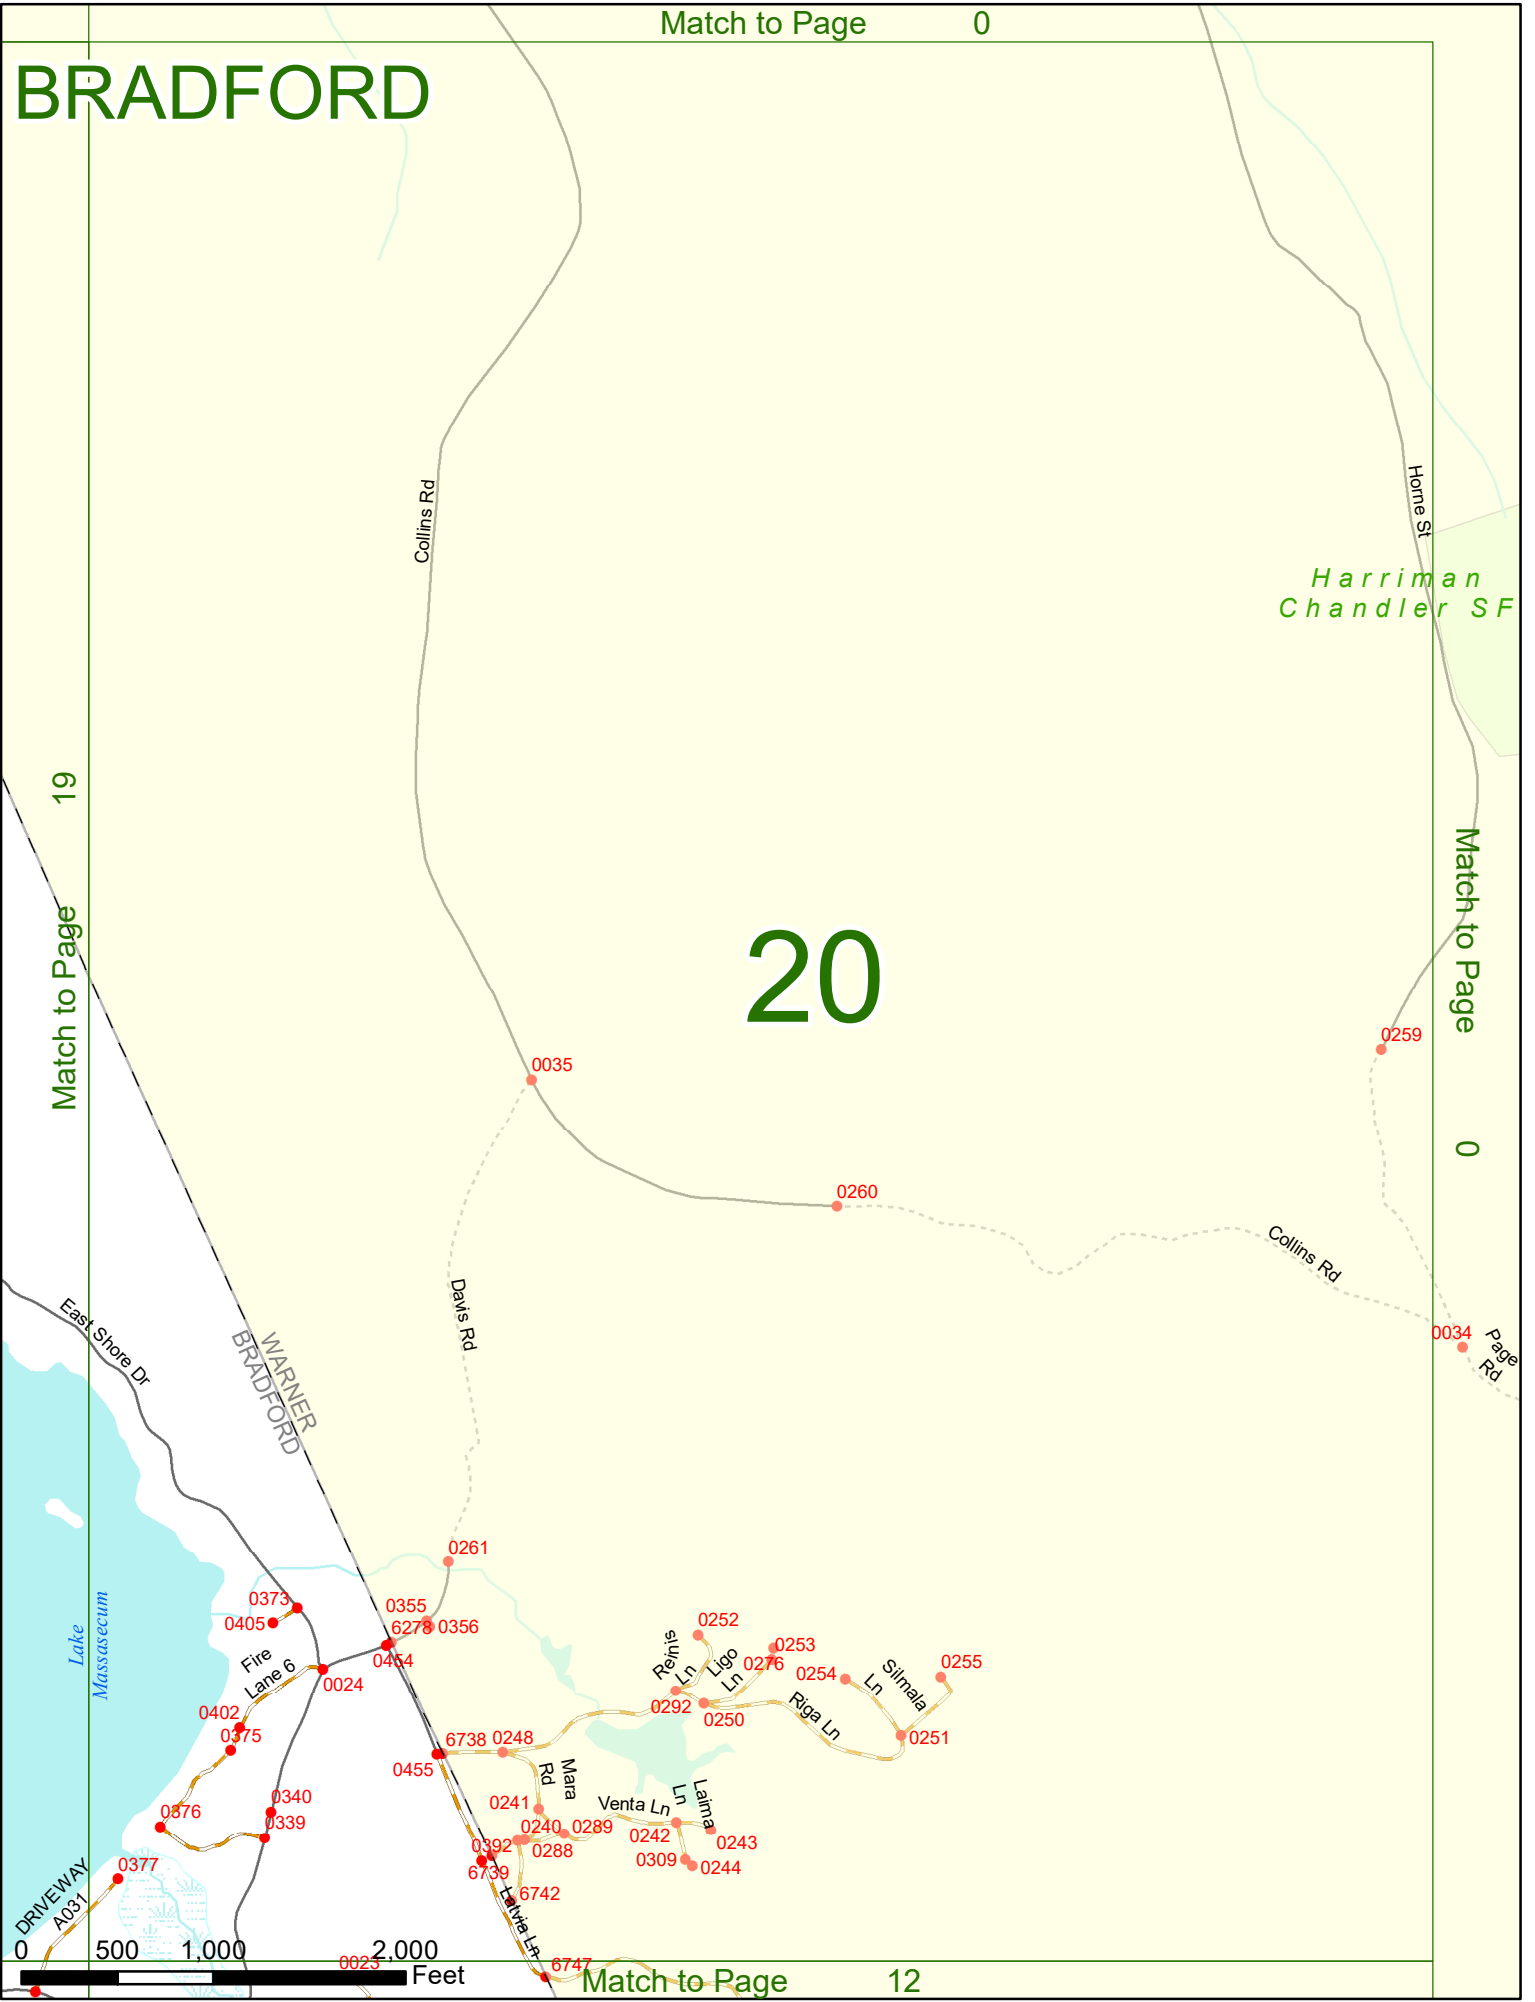 Match to Page 0
BRADFORD
Collins Rd
Horne St
Harriman
Chandler SF
Match to Page 19
20
Match to Page 0
0259
0035
0260
Collins Rd
Davis Rd
0034
Page
Rd
East Shore Dr
WARNER
BRADFORD
0261
0373
0405
0355
0356
6278
0454
Fire
Lane 6
0024
Lake
Massasecum
0252
Reinis
Ln
Ligo
Ln
0253
0276
0254
Ln
Silmala
0255
0292
0250
Riga Ln
0251
0402
0375
6738
0248
0455
Mara
Rd
0241
Venta Ln
Ln
Laima
0340
0376
0339
0240
0289
0242
0243
0392
0288
0309
0244
6739
0377
DRIVEWAY
A031
6742
Latvia Ln
0 500 1,000 2,000
0023
Feet
6747
Match to Page 12